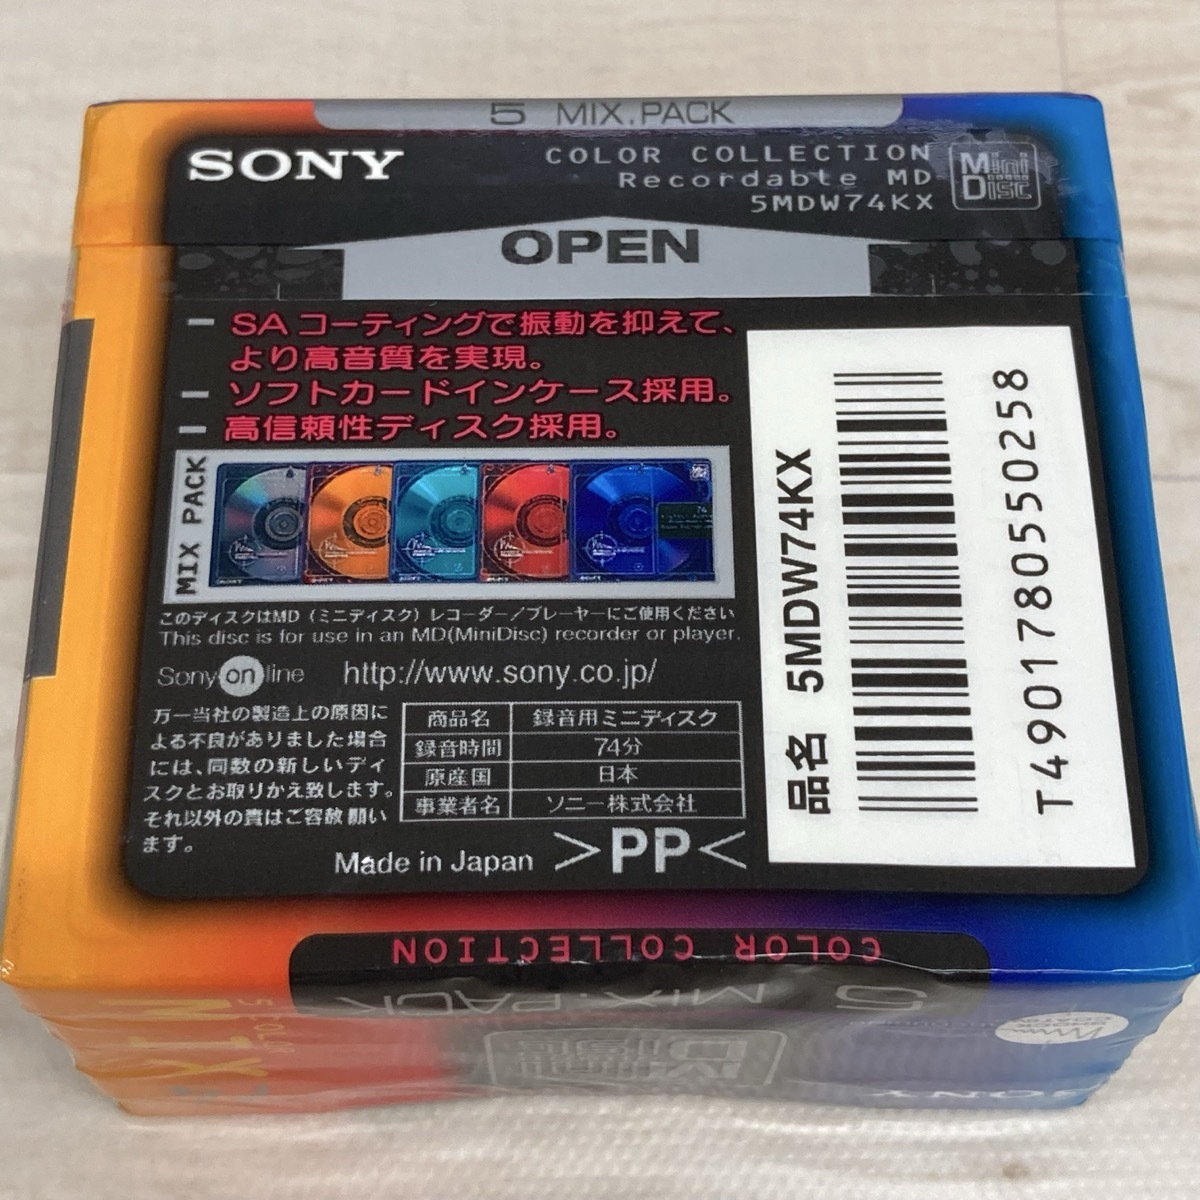 5 MIX.PACK
SONY
COLOR COLLECTION
Recordable MD
5MDW74KX
Mini Disc
OPEN
SAコーティングで振動を抑えて、
より高音質を実現。
ソフトカードインケース採用。
高信頼性ディスク採用。
MIX PACK
74
このディスクはMD（ミニディスク）レコーダー／プレーヤーにご使用ください
This disc is for use in an MD(MiniDisc) recorder or player.
Sony on line http://www.sony.co.jp/
万一当社の製造上の原因に
よる不良がありました場合
には、同数の新しいディ
スクとお取りかえ致します。
それ以外の責はご容赦願い
ます。
商品名 録音用ミニディスク
録音時間 74分
原産国 日本
事業者名 ソニー株式会社
Made in Japan >PP<
品名 5MDW74KX
T4901780550258
COLOR COLLECTION
5 MIX.PACK
SONY